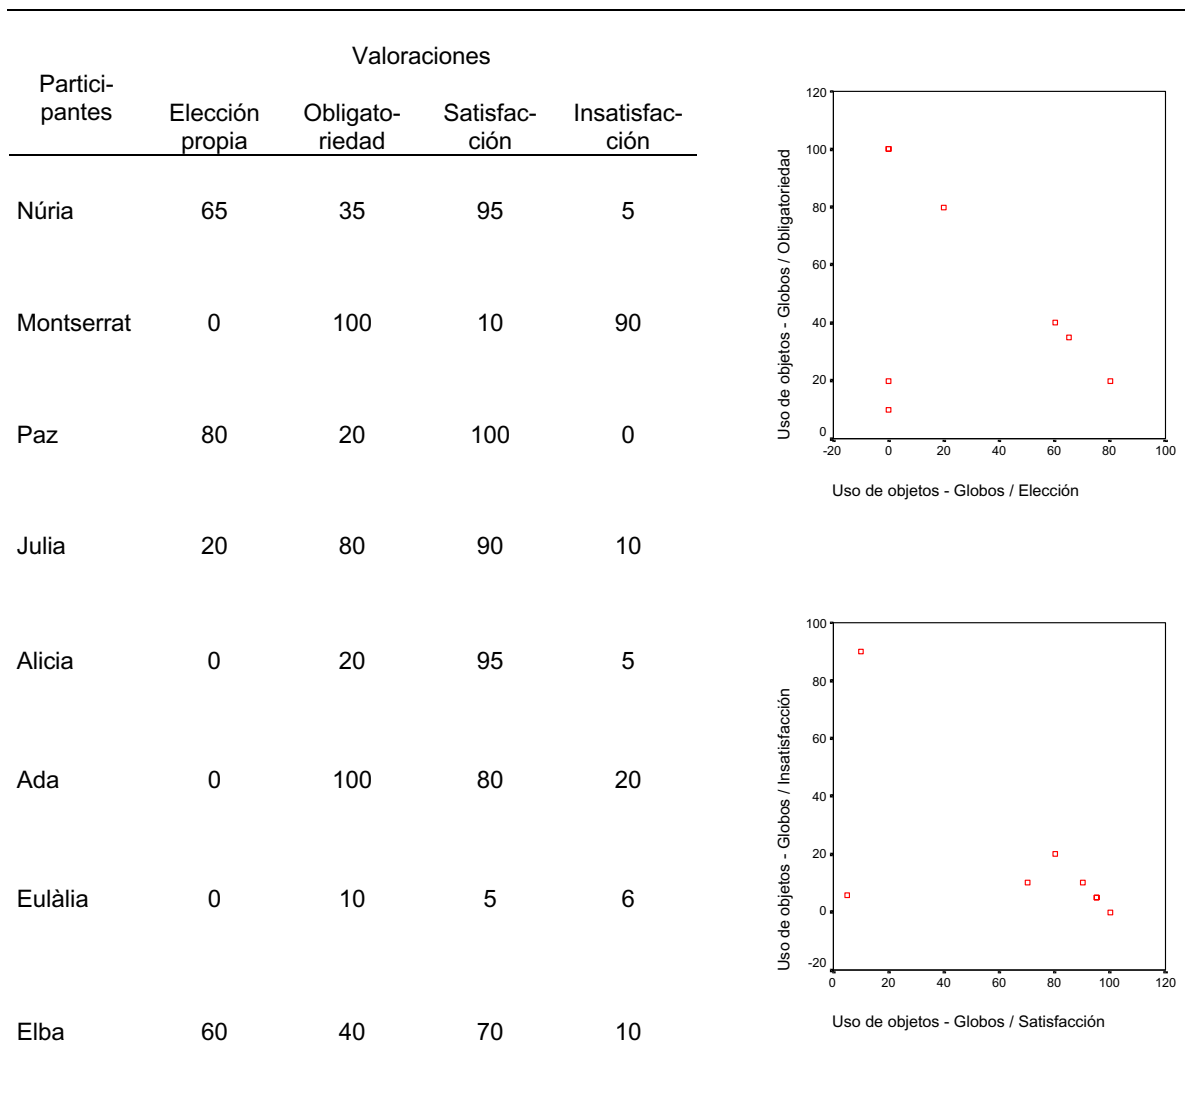 Valoraciones
Partici-
pantes
Elección
propia
Obligato-
riedad
Satisfac-
ción
Insatisfac-
ción
Núria 65 35 95 5
Montserrat 0 100 10 90
Paz 80 20 100 0
Julia 20 80 90 10
Alicia 0 20 95 5
Ada 0 100 80 20
Eulàlia 0 10 5 6
Elba 60 40 70 10
Uso de objetos - Globos / Obligatoriedad
120
100
80
60
40
20
0
-20 0 20 40 60 80 100
Uso de objetos - Globos / Elección
Uso de objetos - Globos / Insatisfacción
100
80
60
40
20
0
-20
0 20 40 60 80 100 120
Uso de objetos - Globos / Satisfacción